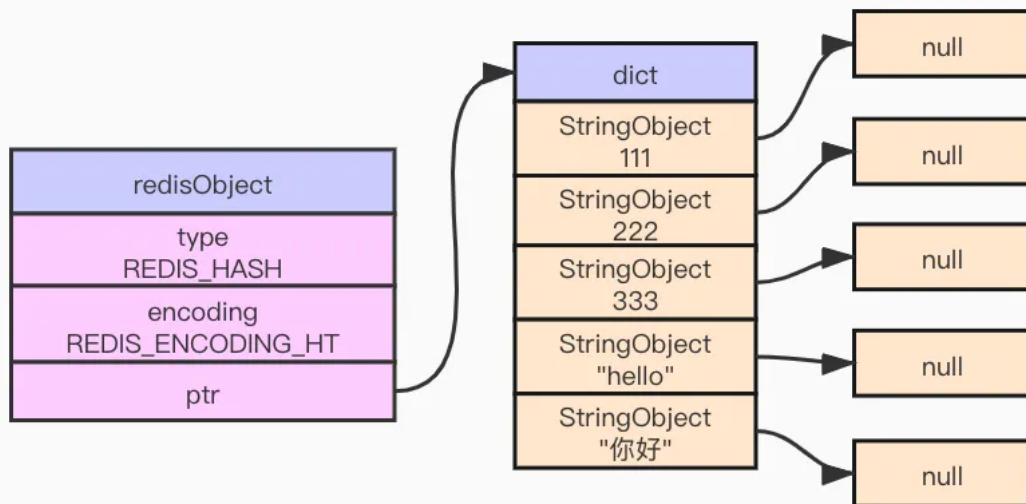 redisObject
type
REDIS_HASH
encoding
REDIS_ENCODING_HT
ptr
dict
StringObject
111
StringObject
222
StringObject
333
StringObject
"hello"
StringObject
"你好"
null
null
null
null
null